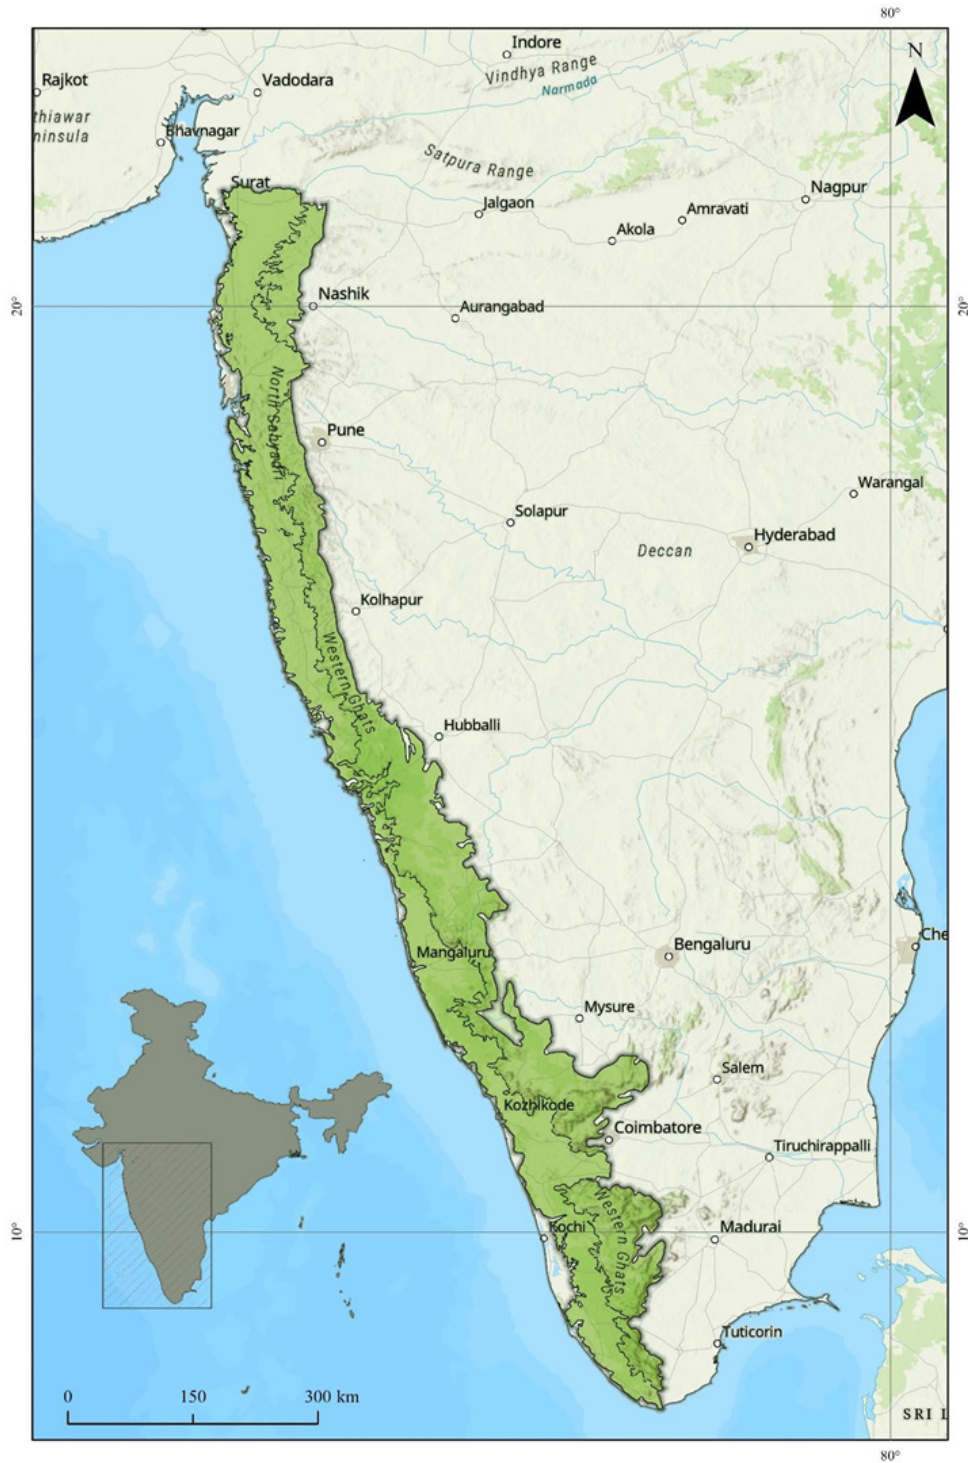 80°
N
Indore
Vindhya Range
Narmada
Rajkot
Vadodara
thiawar
ninsula
Bhavnagar
Satpura Range
Surat
Jalgaon
Nagpur
Amravati
Akola
20°
Nashik
Aurangabad
20°
North Sahyadri
Pune
Warangal
Solapur
Hyderabad
Deccan
Kolhapur
Western Ghats
Hubballi
Che
Bengaluru
Mangaluru
Mysure
Salem
Kozhikode
Coimbatore
Tiruchirappalli
Western Ghats
10°
Kochi
Madurai
10°
Tuticorin
0 150 300 km
SRI L
80°